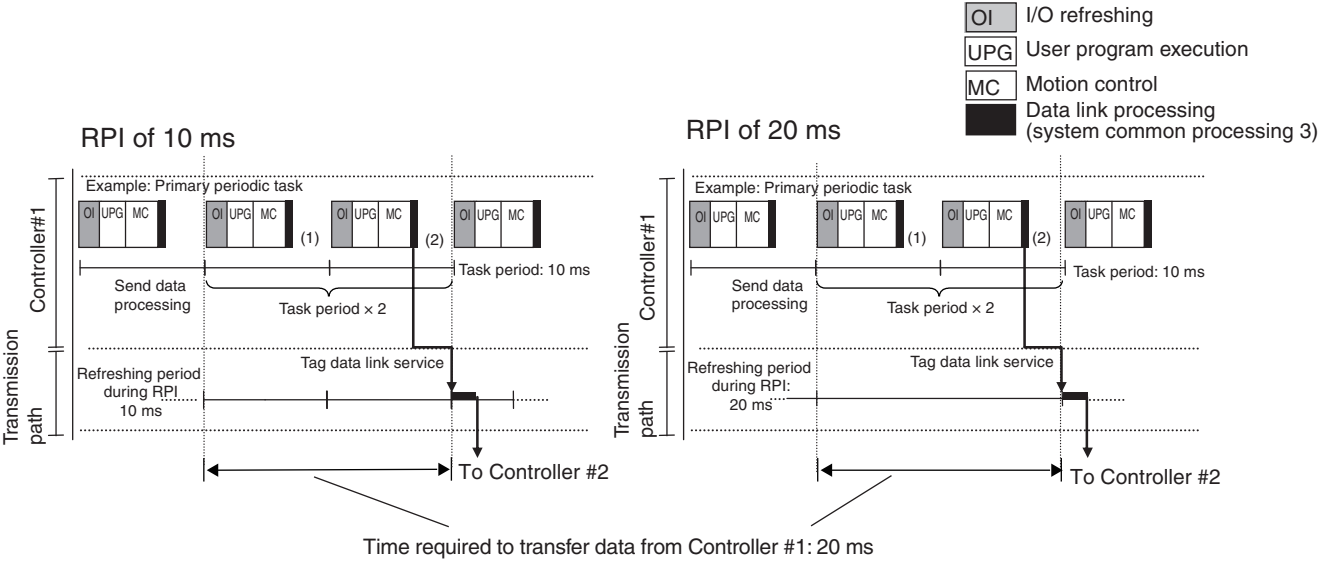 OI I/O refreshing
UPG User program execution
MC Motion control
Data link processing
(system common processing 3)
RPI of 10 ms
Example: Primary periodic task
OI UPG MC OI UPG MC (1) OI UPG MC (2) OI UPG MC
Task period: 10 ms
Send data
processing
Task period × 2
Controller#1
Tag data link service
Refreshing period
during RPI
10 ms
Transmission
path
To Controller #2
RPI of 20 ms
Example: Primary periodic task
OI UPG MC OI UPG MC (1) OI UPG MC (2) OI UPG MC
Task period: 10 ms
Send data
processing
Task period × 2
Controller#1
Tag data link service
Refreshing period
during RPI:
20 ms
Transmission
path
To Controller #2
Time required to transfer data from Controller #1: 20 ms